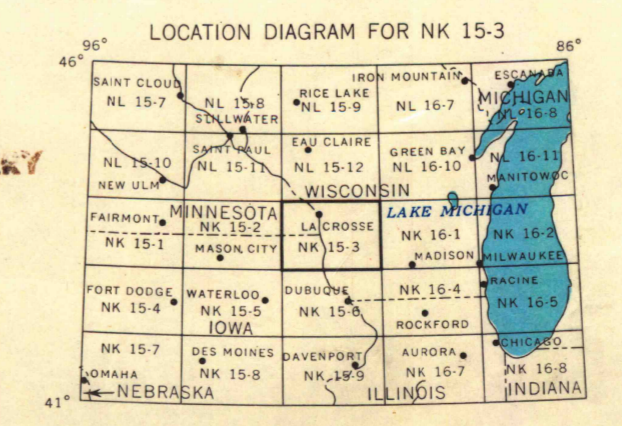 LOCATION DIAGRAM FOR NK 15-3
96° 86°
46°
SAINT CLOUD
NL 15-7
NL 15-8
STILLWATER
RICE LAKE
NL 15-9
IRON MOUNTAIN
NL 16-7
ESCANABA
MICHIGAN
NL 16-8
NL 15-10
NEW ULM
SAINT PAUL
NL 15-11
EAU CLAIRE
NL 15-12
GREEN BAY
NL 16-10
NL 16-11
MANITOWOC
WISCONSIN
FAIRMONT
NK 15-1
MINNESOTA
NK 15-2
MASON CITY
LA CROSSE
NK 15-3
LAKE MICHIGAN
NK 16-1
MADISON
NK 16-2
MILWAUKEE
FORT DODGE
NK 15-4
WATERLOO
NK 15-5
IOWA
DUBUQUE
NK 15-6
NK 16-4
ROCKFORD
RACINE
NK 16-5
NK 15-7
OMAHA
DES MOINES
NK 15-8
DAVENPORT
NK 15-9
AURORA
NK 16-7
CHICAGO
NK 16-8
41°
NEBRASKA
ILLINOIS
INDIANA